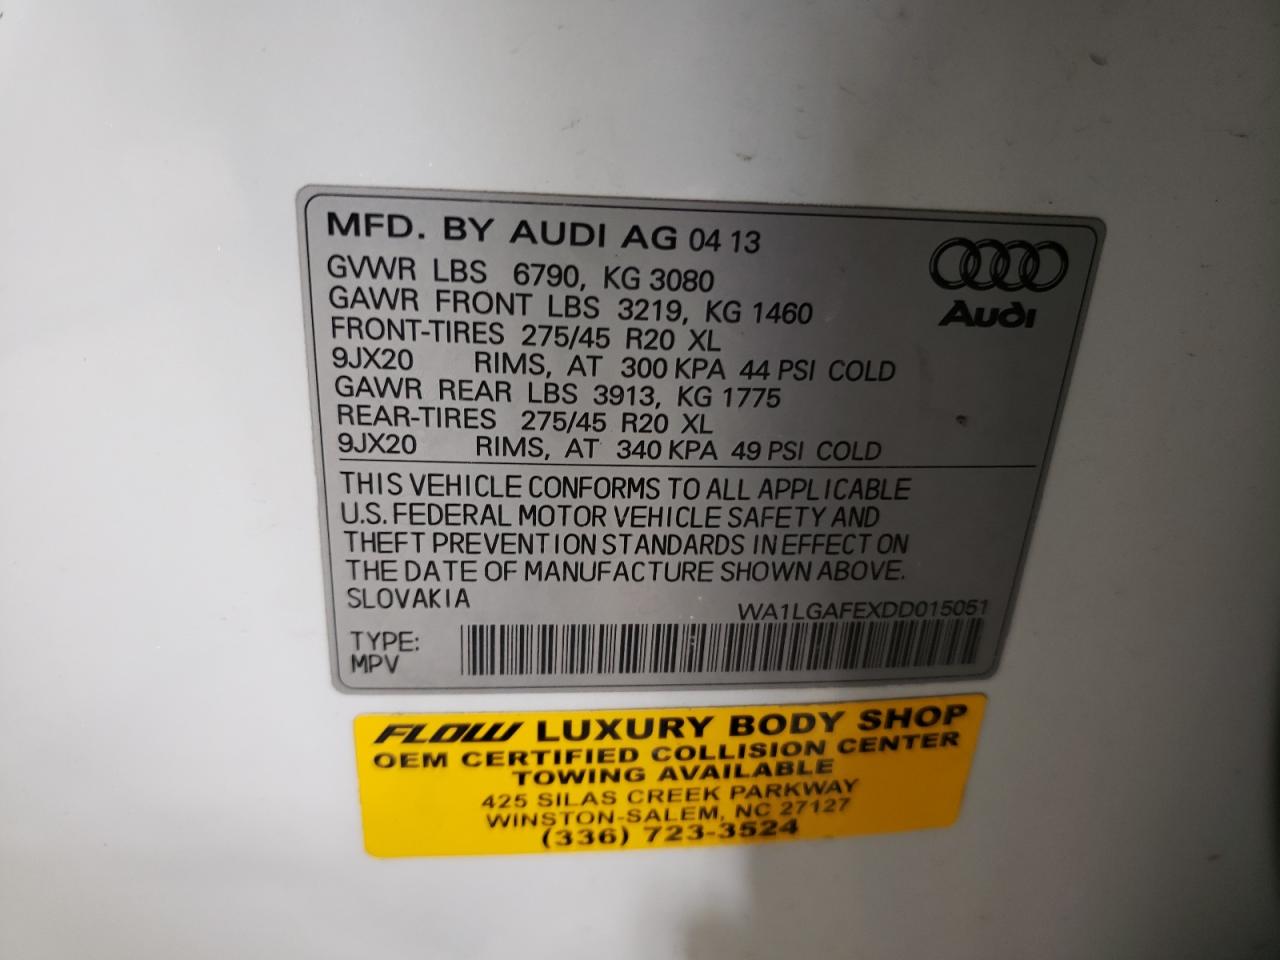 MFD. BY AUDI AG 04 13
GVWR LBS 6790, KG 3080
GAWR FRONT LBS 3219, KG 1460
FRONT-TIRES 275/45 R20 XL
9JX20 RIMS, AT 300 KPA 44 PSI COLD
GAWR REAR LBS 3913, KG 1775
REAR-TIRES 275/45 R20 XL
9JX20 RIMS, AT 340 KPA 49 PSI COLD
Audi
THIS VEHICLE CONFORMS TO ALL APPLICABLE
U.S. FEDERAL MOTOR VEHICLE SAFETY AND
THEFT PREVENTION STANDARDS IN EFFECT ON
THE DATE OF MANUFACTURE SHOWN ABOVE.
SLOVAKIA WA1LGAFEXDD015051
TYPE:
MPV
FLOW LUXURY BODY SHOP
OEM CERTIFIED COLLISION CENTER
TOWING AVAILABLE
425 SILAS CREEK PARKWAY
WINSTON-SALEM, NC 27127
(336) 723-3524